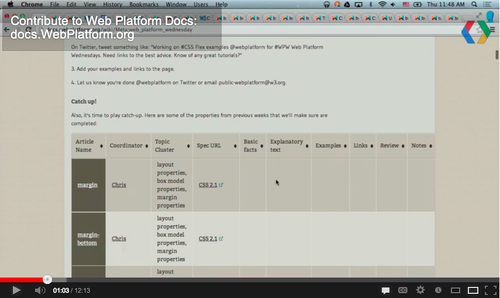 Chrome File Edit View History Bookmarks Window Users Help
Thu 11:48 AM
Contribute to Web Platform Docs:
docs.WebPlatform.org
web_platform_wednesday
On Twitter, tweet something like: "Working on #CSS Flex examples @webplatform for #WPW Web Platform
Wednesdays. Need links to the best advice. Know of any great tutorials?"
3. Add your examples and links to the page.
4. Let us know you're done @webplatform on Twitter or email public-webplatform@w3.org.
Catch up!
Also, it's time to play catch-up. Here are some of the properties from previous weeks that we'll make sure are
completed:
Article Name Coordinator Topic Cluster Spec URL Basic facts Explanatory text Examples Links Review Notes
margin Chris layout properties, box model properties, margin properties CSS 2.1
margin-bottom Chris layout properties, box model properties, margin properties CSS 2.1
layout
01:03 / 12:13